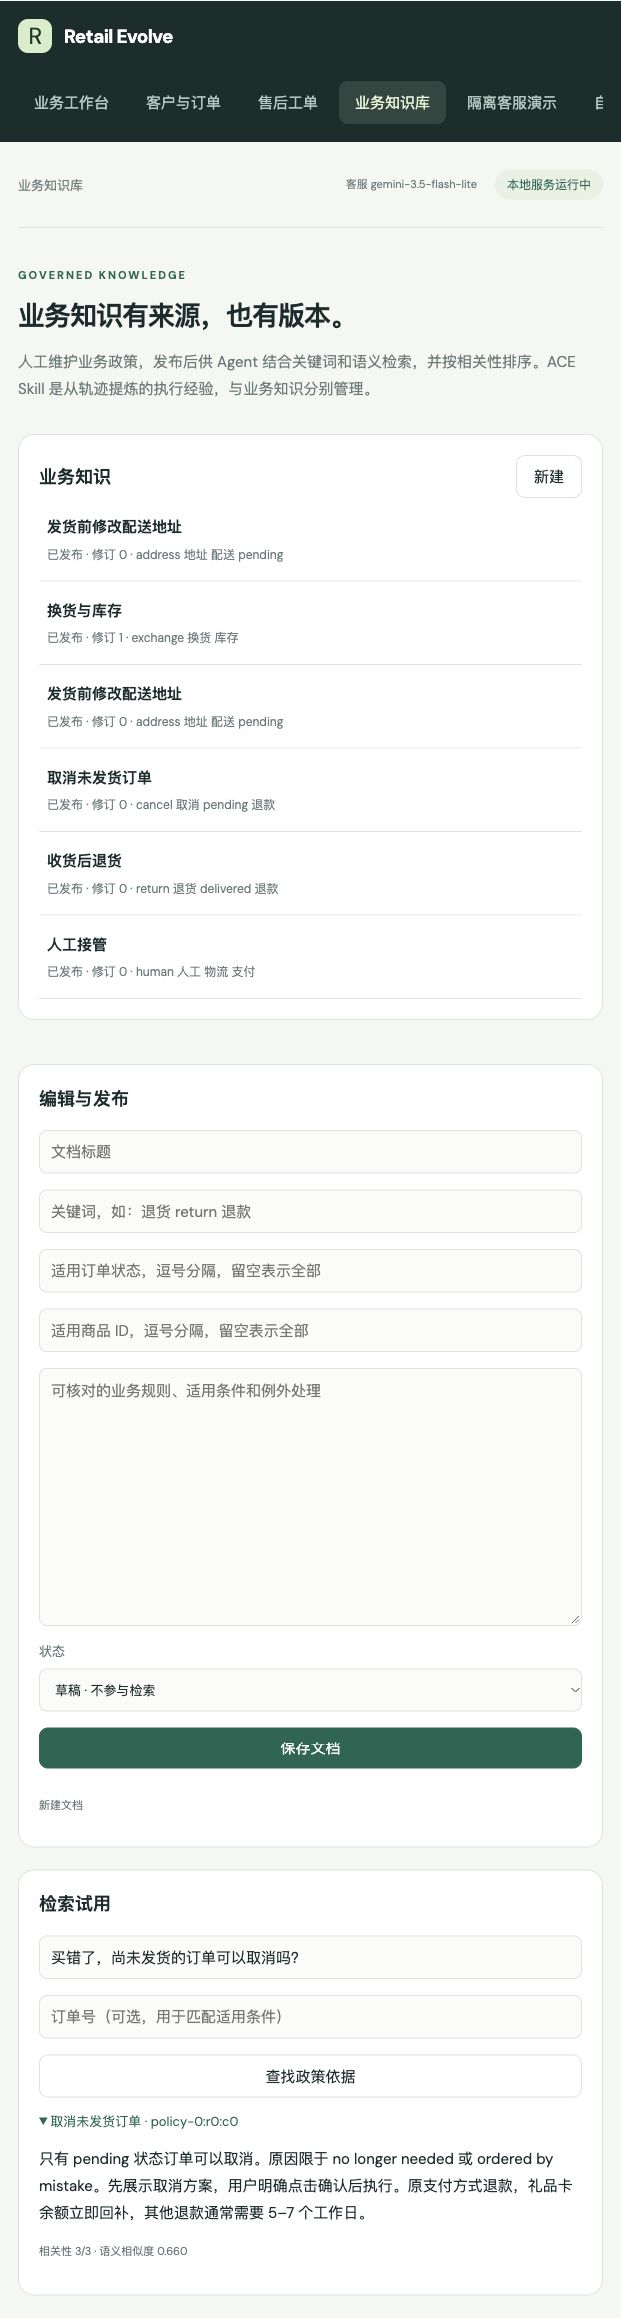 R Retail Evolve
业务工作台 客户与订单 售后工单 业务知识库 隔离客服演示
业务知识库 客服 gemini-3.5-flash-lite 本地服务运行中
GOVERNED KNOWLEDGE
业务知识有来源，也有版本。
人工维护业务政策，发布后供 Agent 结合关键词和语义检索，并按相关性排序。ACE
Skill 是从轨迹提炼的执行经验，与业务知识分别管理。
业务知识 新建
发货前修改配送地址
已发布 · 修订 0 · address 地址 配送 pending
换货与库存
已发布 · 修订 1 · exchange 换货 库存
发货前修改配送地址
已发布 · 修订 0 · address 地址 配送 pending
取消未发货订单
已发布 · 修订 0 · cancel 取消 pending 退款
收货后退货
已发布 · 修订 0 · return 退货 delivered 退款
人工接管
已发布 · 修订 0 · human 人工 物流 支付
编辑与发布
文档标题
关键词，如：退货 return 退款
适用订单状态，逗号分隔，留空表示全部
适用商品 ID，逗号分隔，留空表示全部
可核对的业务规则、适用条件和例外处理
状态
草稿 · 不参与检索
保存文档
新建文档
检索试用
买错了，尚未发货的订单可以取消吗?
订单号（可选，用于匹配适用条件）
查找政策依据
▼取消未发货订单 · policy-0:r0:c0
只有 pending 状态订单可以取消。原因限于 no longer needed 或 ordered by
mistake。先展示取消方案，用户明确点击确认后执行。原支付方式退款，礼品卡
余额立即回补，其他退款通常需要 5–7 个工作日。
相关性 3/3 · 语义相似度 0.660